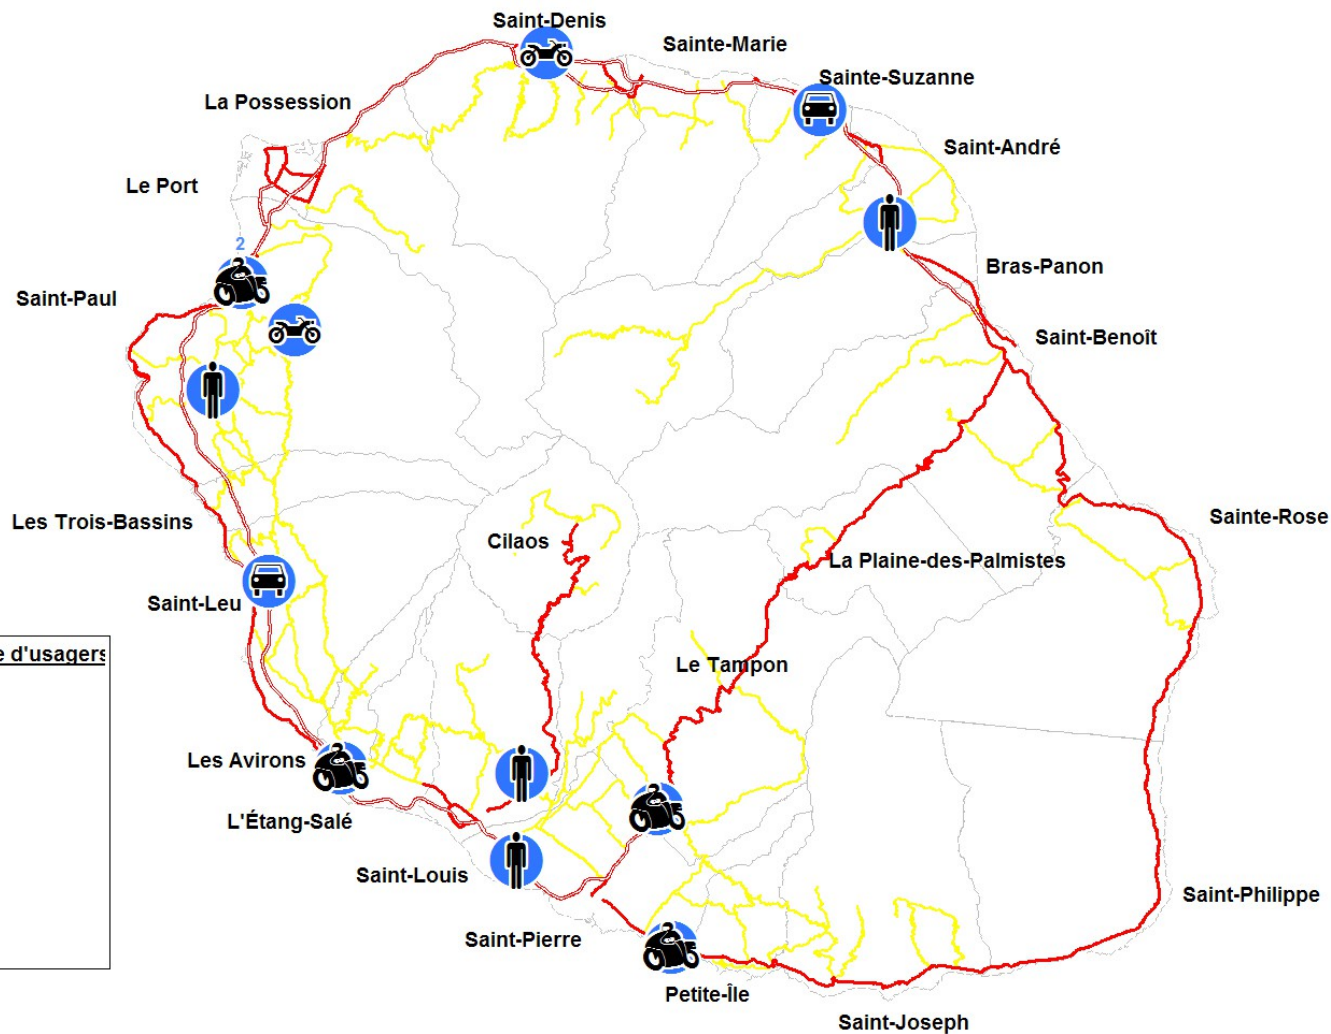 Saint-Denis
Sainte-Marie
Sainte-Suzanne
La Possession
Saint-André
Le Port
2
Bras-Panon
Saint-Paul
Saint-Benoît
Les Trois-Bassins
Sainte-Rose
Cilaos
La Plaine-des-Palmistes
Saint-Leu
e d'usagers
Le Tampon
Les Avirons
L'Étang-Salé
Saint-Louis
Saint-Philippe
Saint-Pierre
Petite-Île
Saint-Joseph